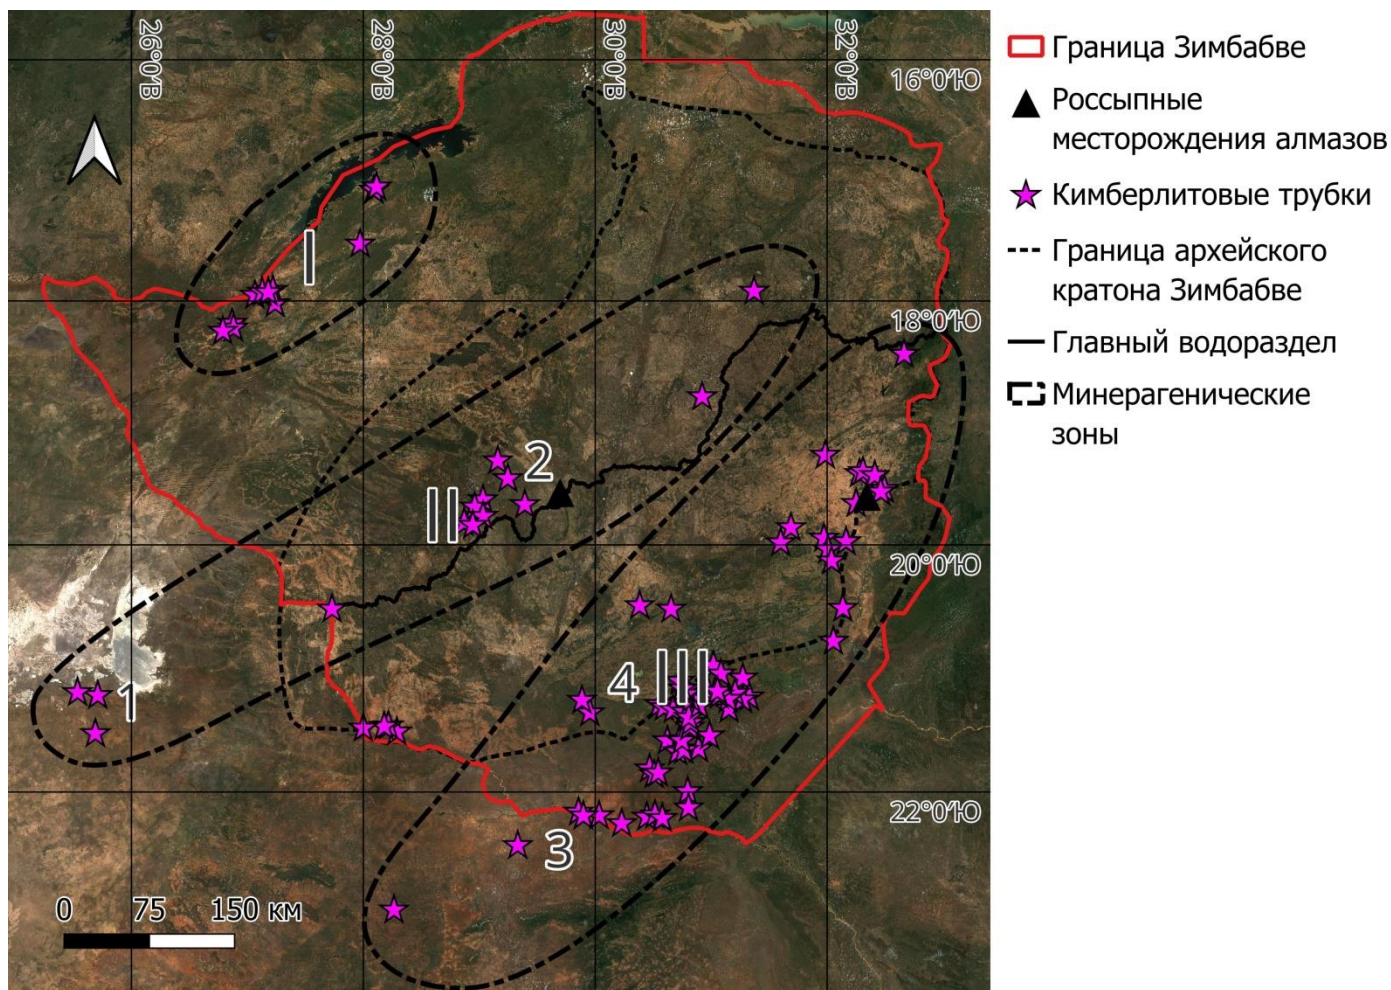 26°0'В
28°0'В
30°0'В
32°0'В
16°0'Ю
18°0'Ю
20°0'Ю
22°0'Ю
I
2
II
1
4
III
3
0 75 150 км
Граница Зимбабве
Россыпные
месторождения алмазов
Кимберлитовые трубки
Граница архейского
кратона Зимбабве
Главный водораздел
Минерагенические
зоны